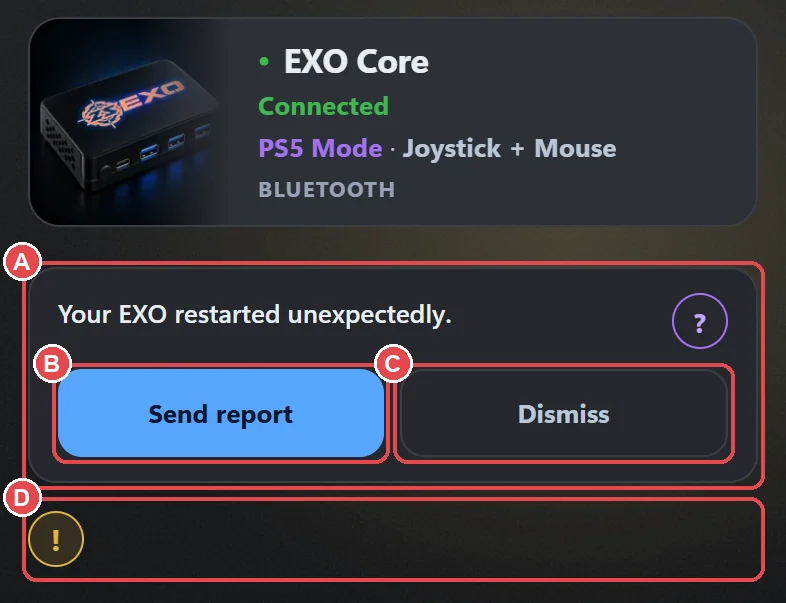 EXO
• EXO Core
Connected
PS5 Mode · Joystick + Mouse
BLUETOOTH
A
Your EXO restarted unexpectedly.
?
B
C
Send report
Dismiss
D
!